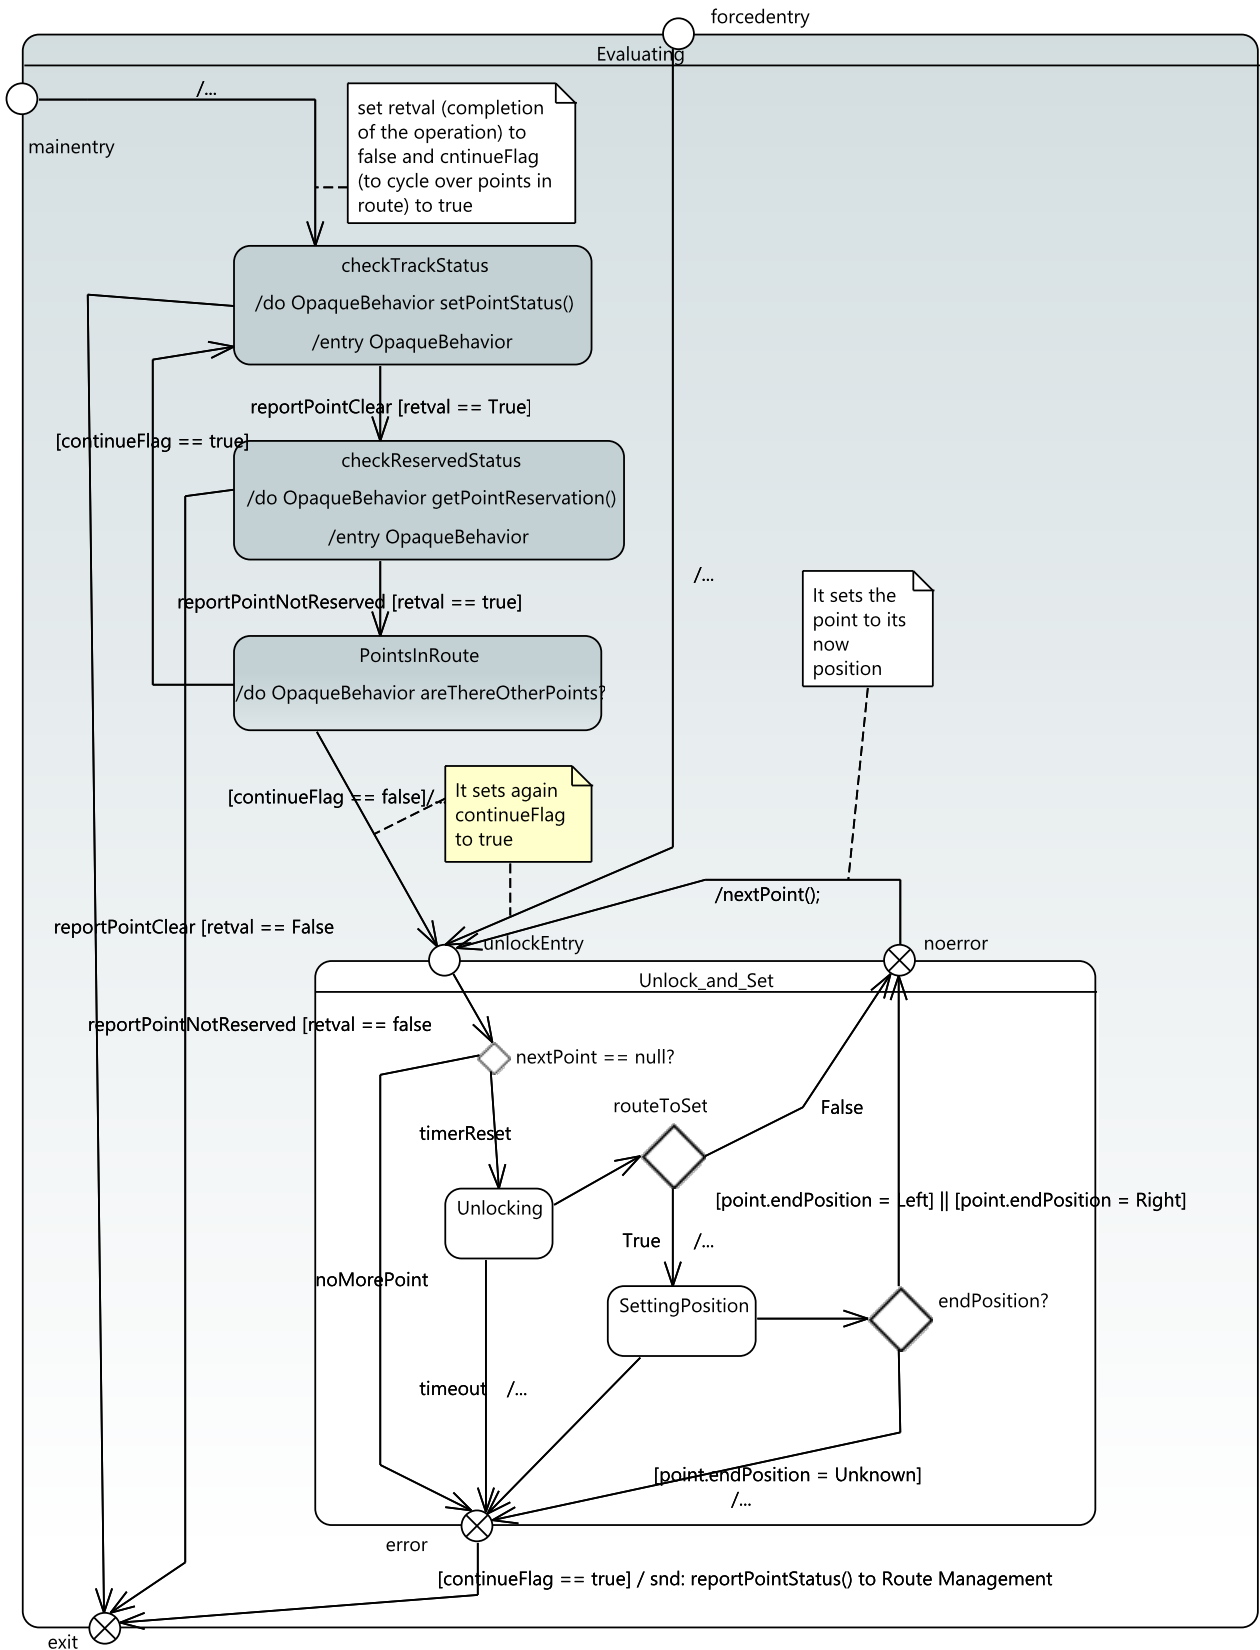 forcedentry
Evaluating
/...
mainentry
set retval (completion
of the operation) to
false and cntinueFlag
(to cycle over points in
route) to true
checkTrackStatus
/do OpaqueBehavior setPointStatus()
/entry OpaqueBehavior
reportPointClear [retval == True]
[continueFlag == true]
checkReservedStatus
/do OpaqueBehavior getPointReservation()
/entry OpaqueBehavior
/...
reportPointNotReserved [retval == true]
It sets the
point to its
now
position
PointsInRoute
/do OpaqueBehavior areThereOtherPoints?
[continueFlag == false]/...
It sets again
continueFlag
to true
/nextPoint();
reportPointClear [retval == False
unlockEntry
noerror
Unlock_and_Set
reportPointNotReserved [retval == false
nextPoint == null?
routeToSet
False
timerReset
[point.endPosition = Left] || [point.endPosition = Right]
Unlocking
True /...
noMorePoint
SettingPosition
endPosition?
timeout /...
[point.endPosition = Unknown]
/...
error
[continueFlag == true] / snd: reportPointStatus() to Route Management
exit